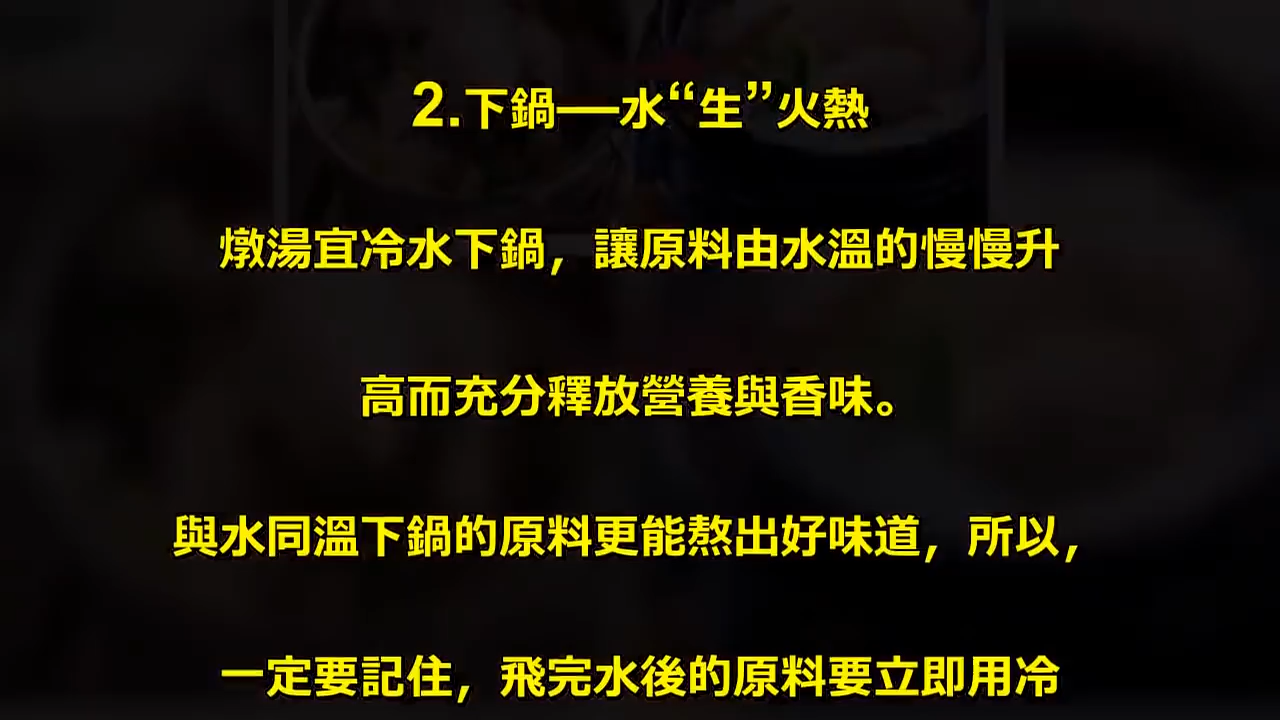 2.下鍋──水“生”火熱
燉湯宜冷水下鍋，讓原料由水溫的慢慢升
高而充分釋放營養與香味。
與水同溫下鍋的原料更能熬出好味道，所以，
一定要記住，飛完水後的原料要立即用冷